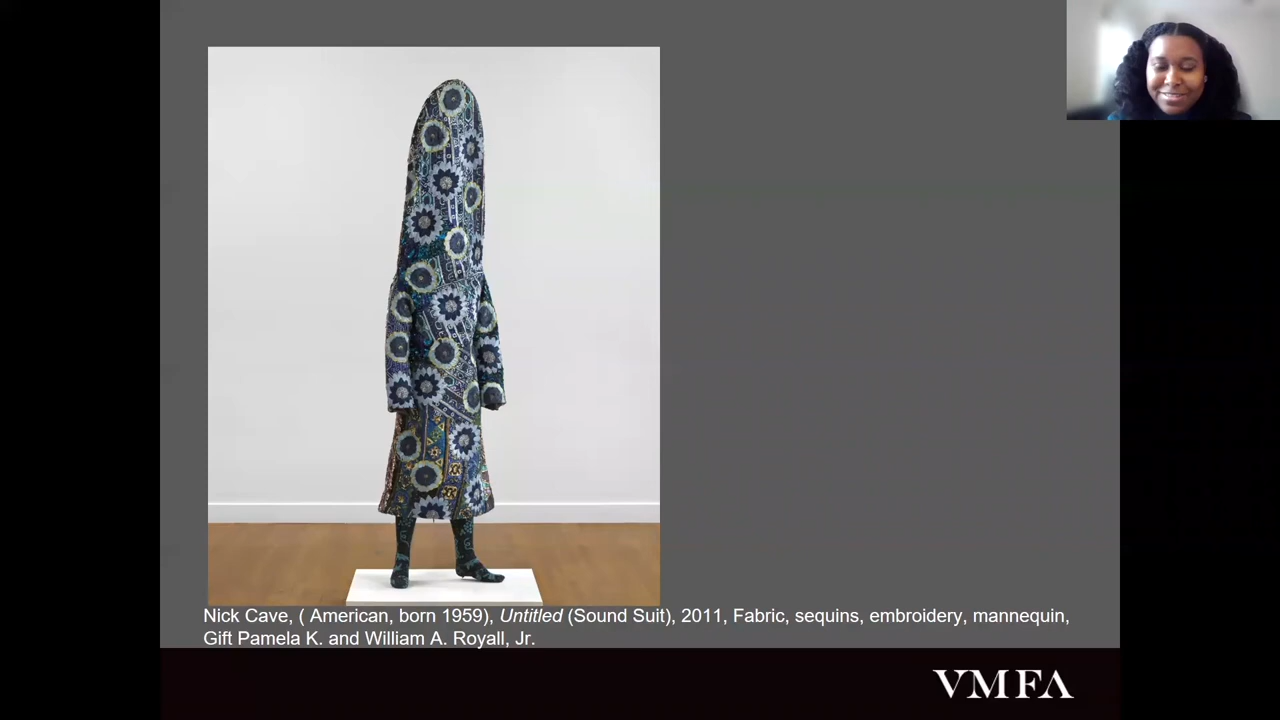 Nick Cave, ( American, born 1959), Untitled (Sound Suit), 2011, Fabric, sequins, embroidery, mannequin,
Gift Pamela K. and William A. Royall, Jr.
VMFA